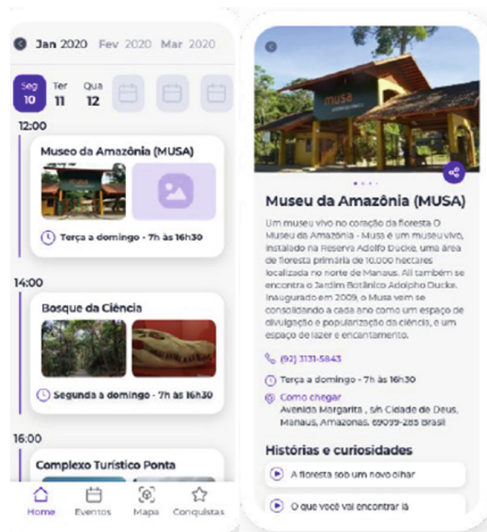 Jan 2020 Fev 2020 Mar 2020
Seg Ter Qua
10 11 12
12:00
Museo da Amazônia (MUSA)
Terça a domingo - 7h às 16h30
14:00
Bosque da Ciência
Segunda a domingo - 7h às 16h30
16:00
Complexo Turístico Ponta
Home Eventos Mapa Conquistas
musa
Museu da Amazônia (MUSA)
Um museu vivo no coração da floresta O
Museu da Amazônia - Musa é um museu vivo,
instalado na Reserva Adolfo Ducke, uma área
de floresta primária de 10.000 hectares
localizada no norte de Manaus. Ali também se
encontra o Jardim Botânico Adolpho Ducke.
Inaugurado em 2009, o Musa vem se
consolidando a cada ano como um espaço de
divulgação e popularização da ciência, e um
espaço de lazer e encantamento.
(92) 3131-5843
Terça a domingo - 7h às 16h30
Como chegar
Avenida Margarita , s/n Cidade de Deus,
Manaus, Amazonas, 69099-285 Brasil
Histórias e curiosidades
A floresta sob um novo olhar
O que você vai encontrar lá